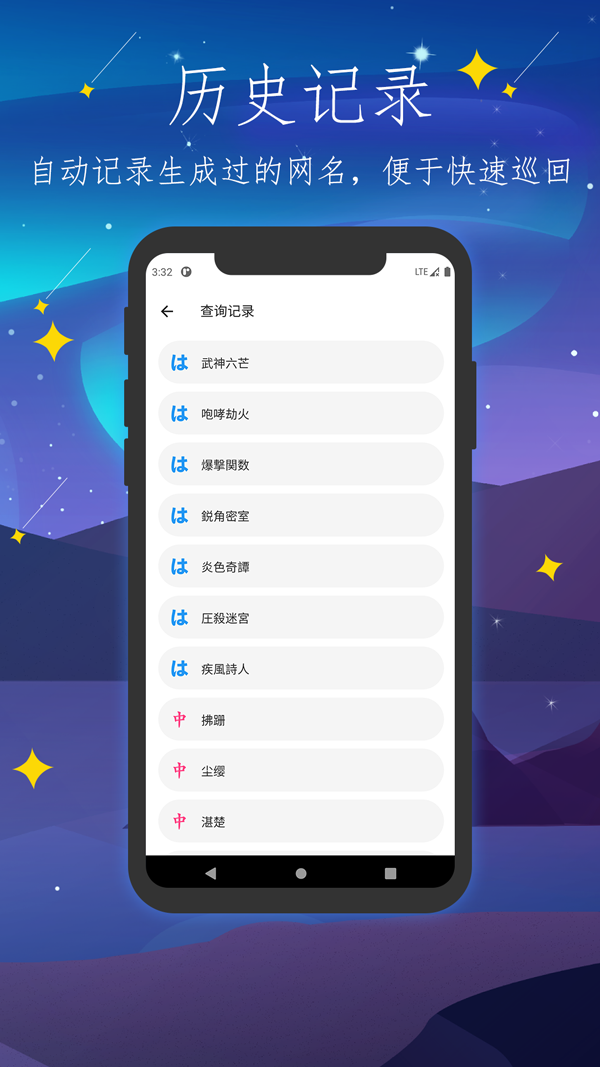 历史记录
自动记录生成过的网名，便于快速巡回
3:32 LTE
查询记录
は 武神六芒
は 咆哮劫火
は 爆撃関数
は 鋭角密室
は 炎色奇譚
は 圧殺迷宮
は 疾風詩人
中 拂跚
中 尘缨
中 湛楚